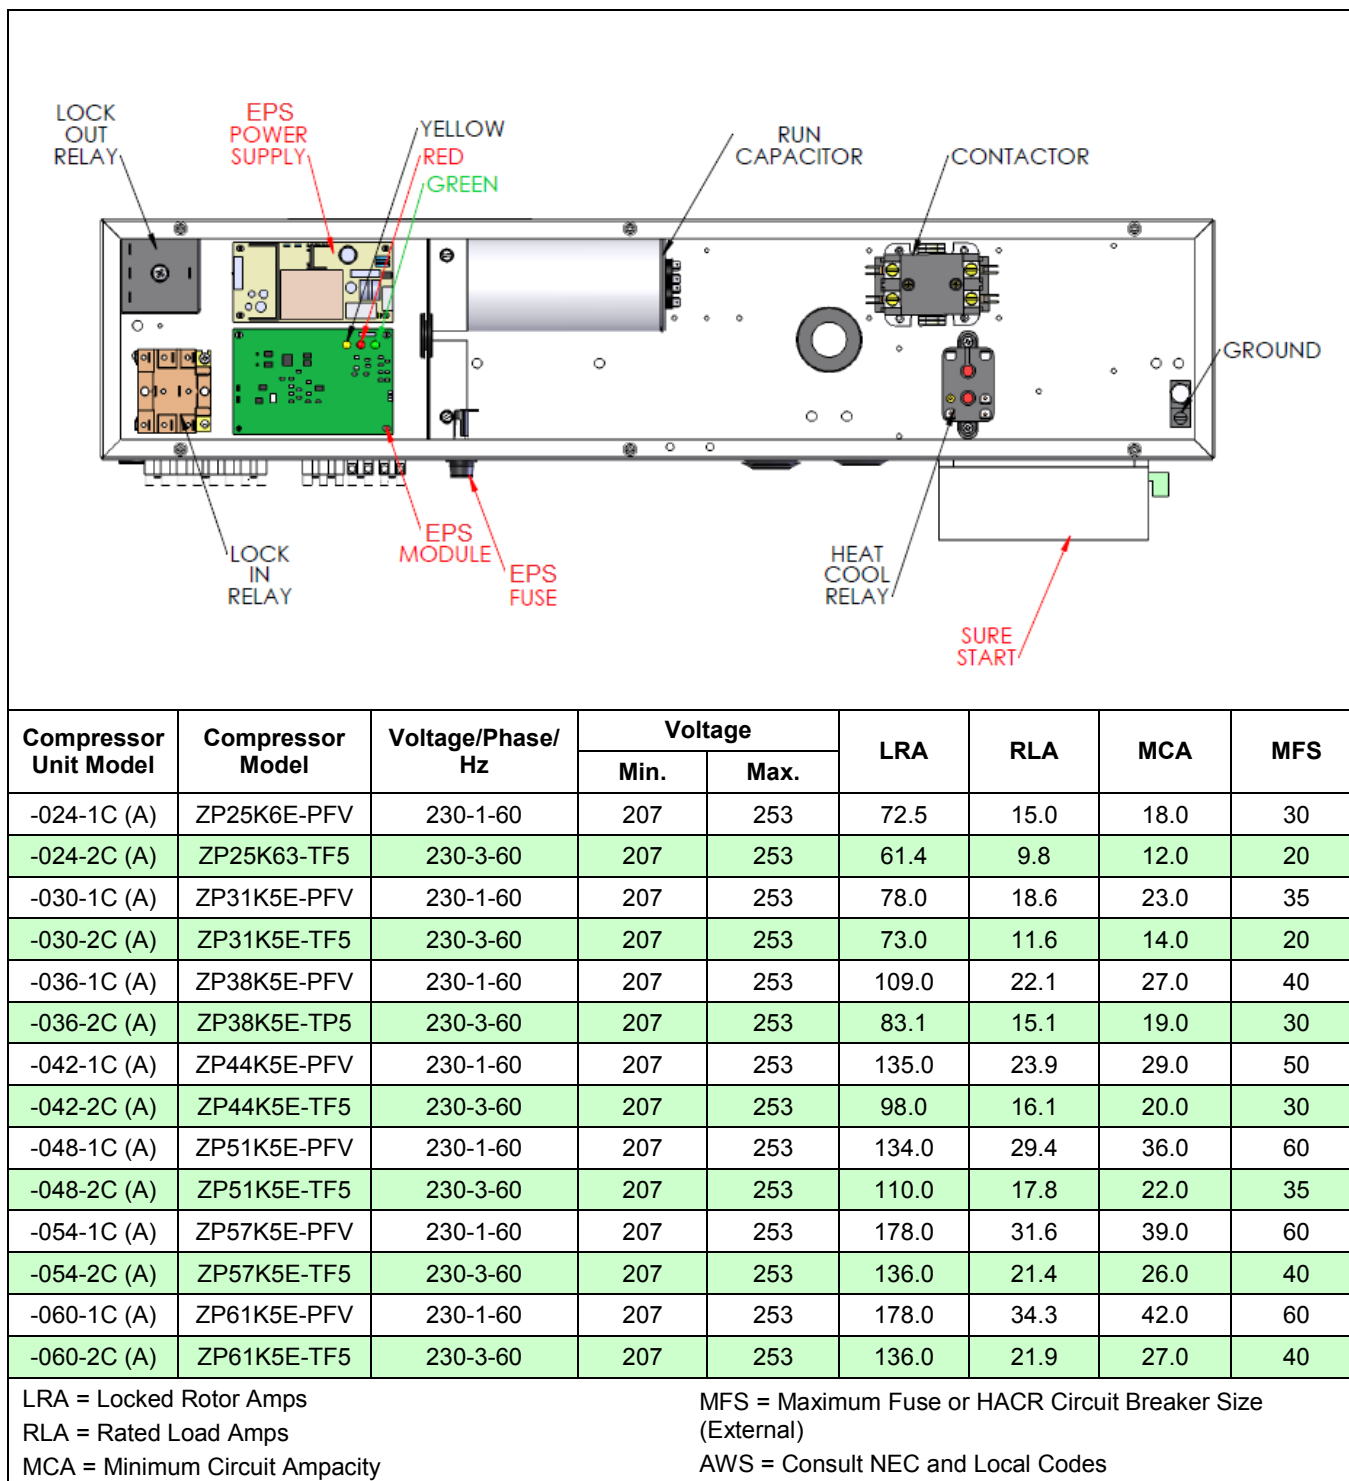 LOCK
OUT
RELAY
EPS
POWER
SUPPLY
YELLOW
RED
GREEN
RUN
CAPACITOR
CONTACTOR
GROUND
LOCK
IN
RELAY
EPS
MODULE
EPS
FUSE
HEAT
COOL
RELAY
SURE
START
Compressor Unit Model | Compressor Model | Voltage/Phase/Hz | Voltage | LRA | RLA | MCA | MFS
Min. | Max.
-024-1C (A) | ZP25K6E-PFV | 230-1-60 | 207 | 253 | 72.5 | 15.0 | 18.0 | 30
-024-2C (A) | ZP25K63-TF5 | 230-3-60 | 207 | 253 | 61.4 | 9.8 | 12.0 | 20
-030-1C (A) | ZP31K5E-PFV | 230-1-60 | 207 | 253 | 78.0 | 18.6 | 23.0 | 35
-030-2C (A) | ZP31K5E-TF5 | 230-3-60 | 207 | 253 | 73.0 | 11.6 | 14.0 | 20
-036-1C (A) | ZP38K5E-PFV | 230-1-60 | 207 | 253 | 109.0 | 22.1 | 27.0 | 40
-036-2C (A) | ZP38K5E-TP5 | 230-3-60 | 207 | 253 | 83.1 | 15.1 | 19.0 | 30
-042-1C (A) | ZP44K5E-PFV | 230-1-60 | 207 | 253 | 135.0 | 23.9 | 29.0 | 50
-042-2C (A) | ZP44K5E-TF5 | 230-3-60 | 207 | 253 | 98.0 | 16.1 | 20.0 | 30
-048-1C (A) | ZP51K5E-PFV | 230-1-60 | 207 | 253 | 134.0 | 29.4 | 36.0 | 60
-048-2C (A) | ZP51K5E-TF5 | 230-3-60 | 207 | 253 | 110.0 | 17.8 | 22.0 | 35
-054-1C (A) | ZP57K5E-PFV | 230-1-60 | 207 | 253 | 178.0 | 31.6 | 39.0 | 60
-054-2C (A) | ZP57K5E-TF5 | 230-3-60 | 207 | 253 | 136.0 | 21.4 | 26.0 | 40
-060-1C (A) | ZP61K5E-PFV | 230-1-60 | 207 | 253 | 178.0 | 34.3 | 42.0 | 60
-060-2C (A) | ZP61K5E-TF5 | 230-3-60 | 207 | 253 | 136.0 | 21.9 | 27.0 | 40
LRA = Locked Rotor Amps
RLA = Rated Load Amps
MCA = Minimum Circuit Ampacity
MFS = Maximum Fuse or HACR Circuit Breaker Size
(External)
AWS = Consult NEC and Local Codes